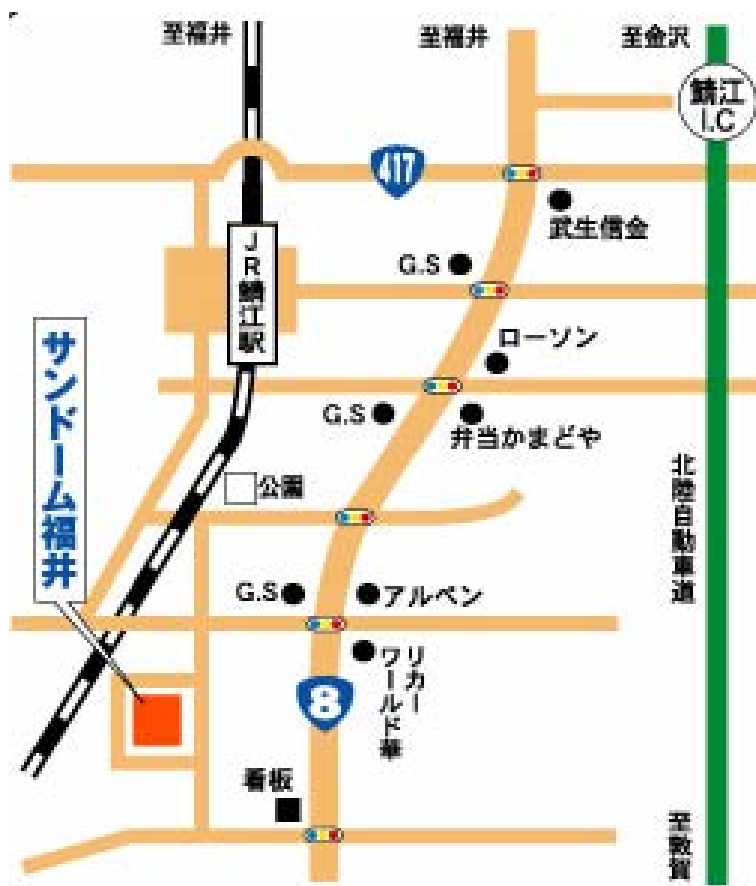 至福井
至福井
至金沢
鯖江
I.C
417
武生信金
G.S
JR鯖江駅
ローソン
サンドーム福井
G.S
弁当かまどや
北陸自動車道
公園
G.S
アルペン
リカー
ワールド華
8
看板
至敦賀